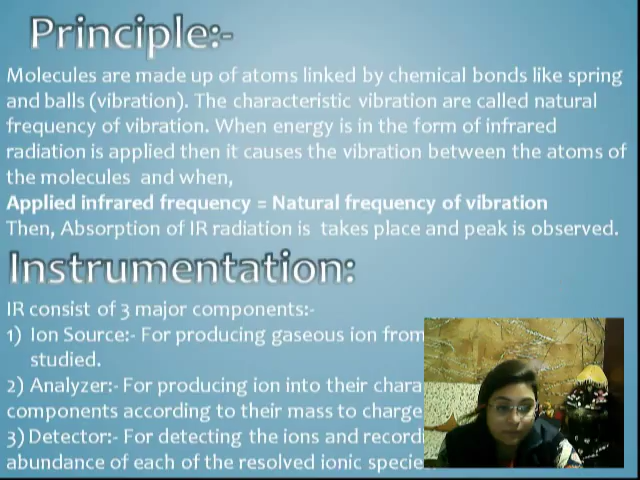 Principle:-
Molecules are made up of atoms linked by chemical bonds like spring
and balls (vibration). The characteristic vibration are called natural
frequency of vibration. When energy is in the form of infrared
radiation is applied then it causes the vibration between the atoms of
the molecules and when,
Applied infrared frequency = Natural frequency of vibration
Then, Absorption of IR radiation is takes place and peak is observed.
Instrumentation:
IR consist of 3 major components:-
1) Ion Source:- For producing gaseous ion from
studied.
2) Analyzer:- For producing ion into their
components according to their mass to charge
3) Detector:- For detecting the ions and
abundance of each of the resolved ionic